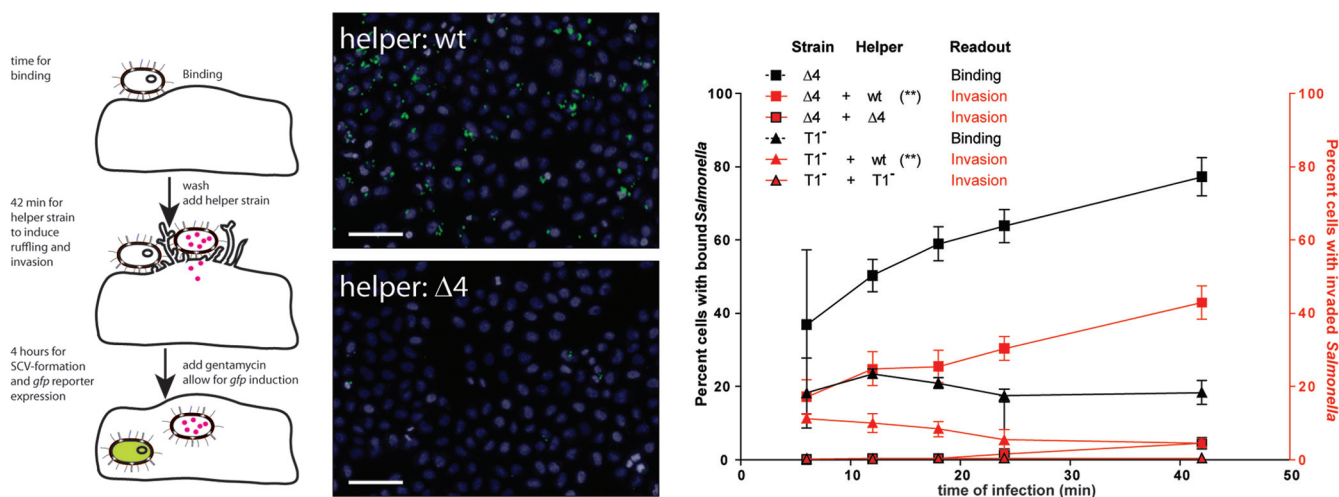 time for
binding
Binding
wash
add helper strain
42 min for
helper strain
to induce
ruffling and
invasion
4 hours for
SCV-formation
and gfp reporter
expression
add gentamycin
allow for gfp induction
helper: wt
helper: Δ4
Strain Helper Readout
Δ4 Binding
Δ4 + wt (**) Invasion
Δ4 + Δ4 Invasion
T1⁻ Binding
T1⁻ + wt (**) Invasion
T1⁻ + T1⁻ Invasion
Percent cells with bound Salmonella
100
80
60
40
20
0
0 10 20 30 40 50
time of infection (min)
100
80
60
40
20
0
Percent cells with invaded Salmonella